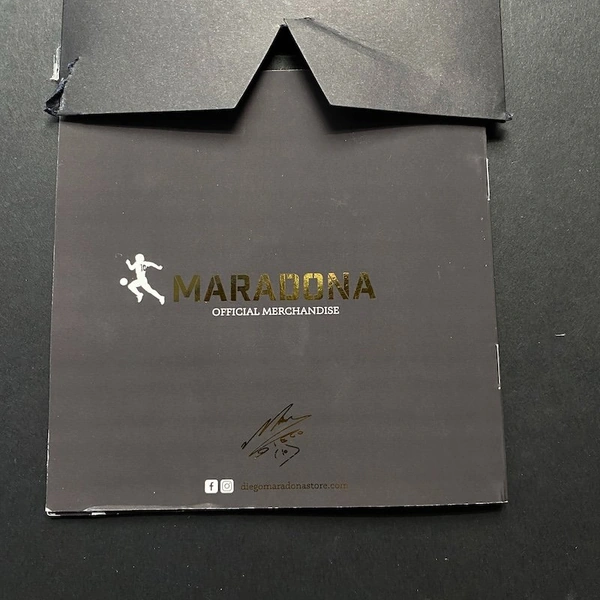 MARADONA
OFFICIAL MERCHANDISE
diegomaradonastore.com